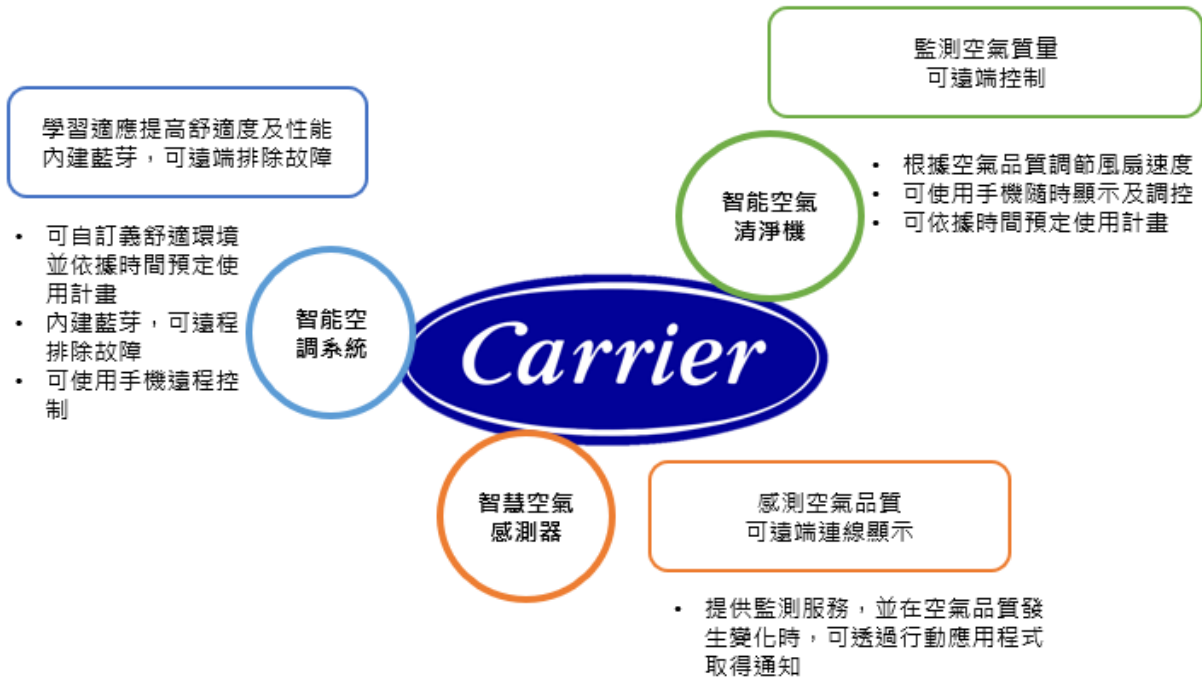 監測空氣質量
可遠端控制
學習適應提高舒適度及性能
內建藍芽，可遠端排除故障
• 根據空氣品質調節風扇速度
• 可使用手機隨時顯示及調控
• 可依據時間預定使用計畫
智能空氣
清淨機
• 可自訂義舒適環境
並依據時間預定使
用計畫
• 內建藍芽，可遠程
排除故障
• 可使用手機遠程控
制
智能空
調系統
Carrier
智慧空氣
感測器
感測空氣品質
可遠端連線顯示
• 提供監測服務，並在空氣品質發
生變化時，可透過行動應用程式
取得通知